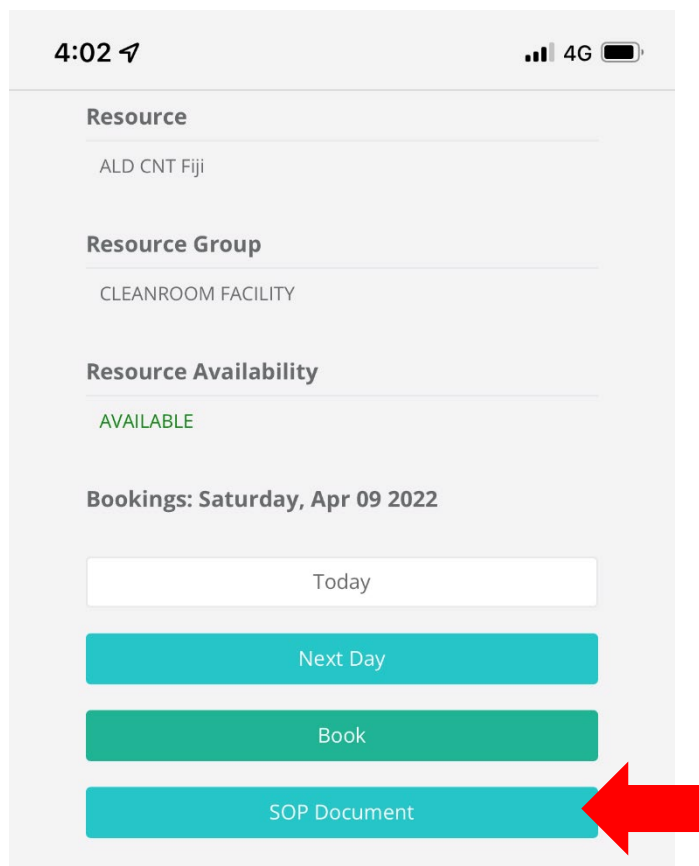 4:02 4G
Resource
ALD CNT Fiji
Resource Group
CLEANROOM FACILITY
Resource Availability
AVAILABLE
Bookings: Saturday, Apr 09 2022
Today
Next Day
Book
SOP Document